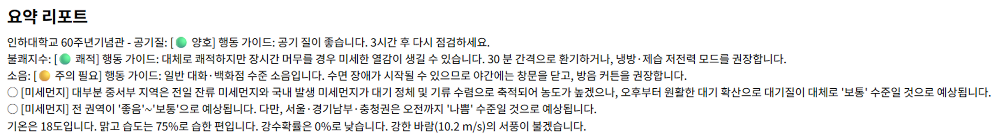 요약 리포트
인하대학교 60주년기념관 - 공기질: [🟢 양호] 행동 가이드: 공기 질이 좋습니다. 3시간 후 다시 점검하세요.
불쾌지수: [🟢 쾌적] 행동 가이드: 대체로 쾌적하지만 장시간 머무를 경우 미세한 열감이 생길 수 있습니다. 30 분 간격으로 환기하거나, 냉방·제습 저전력 모드를 권장합니다.
소음: [🟡 주의 필요] 행동 가이드: 일반 대화·백화점 수준 소음입니다. 수면 장애가 시작될 수 있으므로 야간에는 창문을 닫고, 방음 커튼을 권장합니다.
○ [미세먼지] 대부분 중서부 지역은 전일 잔류 미세먼지와 국내 발생 미세먼지가 대기 정체 및 기류 수렴으로 축적되어 농도가 높겠으나, 오후부터 원활한 대기 확산으로 대기질이 대체로 '보통' 수준일 것으로 예상됩니다.
○ [미세먼지] 전 권역이 '좋음'~'보통'으로 예상됩니다. 다만, 서울·경기남부·충청권은 오전까지 '나쁨' 수준일 것으로 예상됩니다.
기온은 18도입니다. 맑고 습도는 75%로 습한 편입니다. 강수확률은 0%로 낮습니다. 강한 바람(10.2 m/s)의 서풍이 불겠습니다.